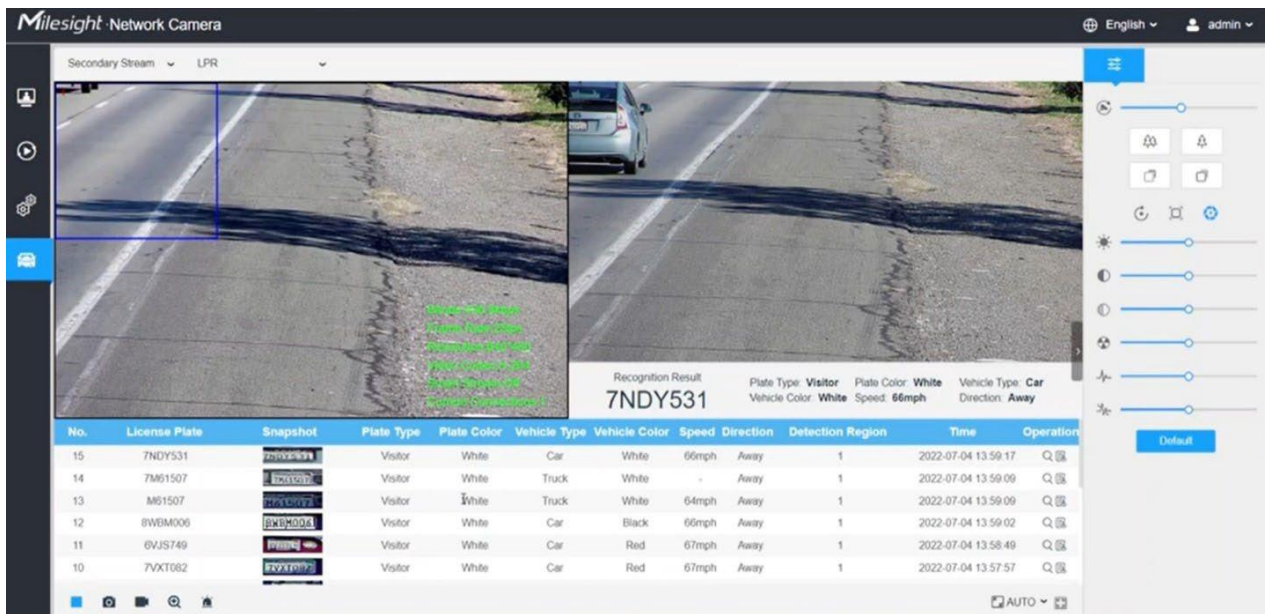 Milesight Network Camera
English
admin
Secondary Stream LPR
Recognition Result
7NDY531
Plate Type: Visitor Plate Color: White Vehicle Type: Car
Vehicle Color: White Speed: 66mph Direction: Away
No. License Plate Snapshot Plate Type Plate Color Vehicle Type Vehicle Color Speed Direction Detection Region Time Operation
15 7NDY531 7NDY531 Visitor White Car White 66mph Away 1 2022-07-04 13:59:17
14 7M61507 7M61507 Visitor White Truck White - Away 1 2022-07-04 13:59:09
13 M61507 M61507 Visitor White Truck White 64mph Away 1 2022-07-04 13:59:09
12 8WBM006 8WBM006 Visitor White Car Black 66mph Away 1 2022-07-04 13:59:02
11 6VJS749 Visitor White Car Red 67mph Away 1 2022-07-04 13:58:49
10 7VXT082 7VXT082 Visitor White Car Red 67mph Away 1 2022-07-04 13:57:57
Default
AUTO